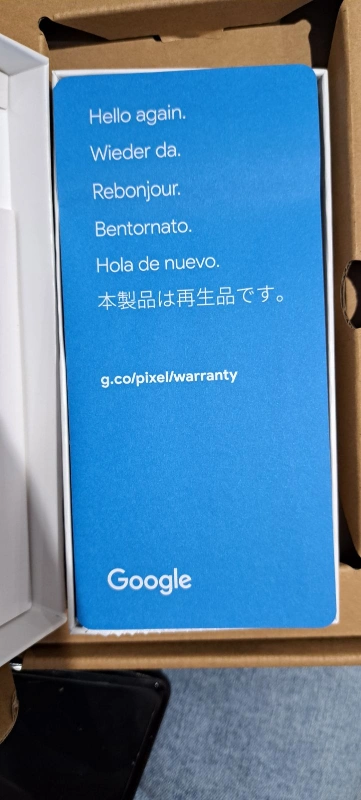 Hello again.
Wieder da.
Rebonjour.
Bentornato.
Hola de nuevo.
本製品は再生品です。
g.co/pixel/warranty
Google